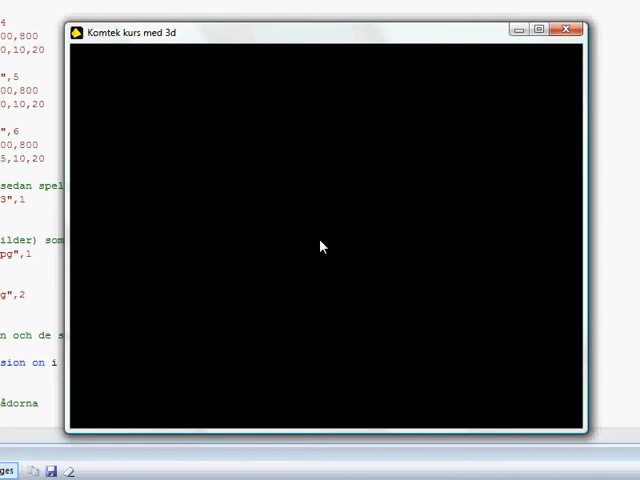 4
Komtek kurs med 3d
00,800
0,10,20
",5
00,800
0,10,20
",6
00,800
5,10,20
sedan spel
3",1
ilder) som
pg",1
g",2
n och de s
sion on i
ådorna
ges